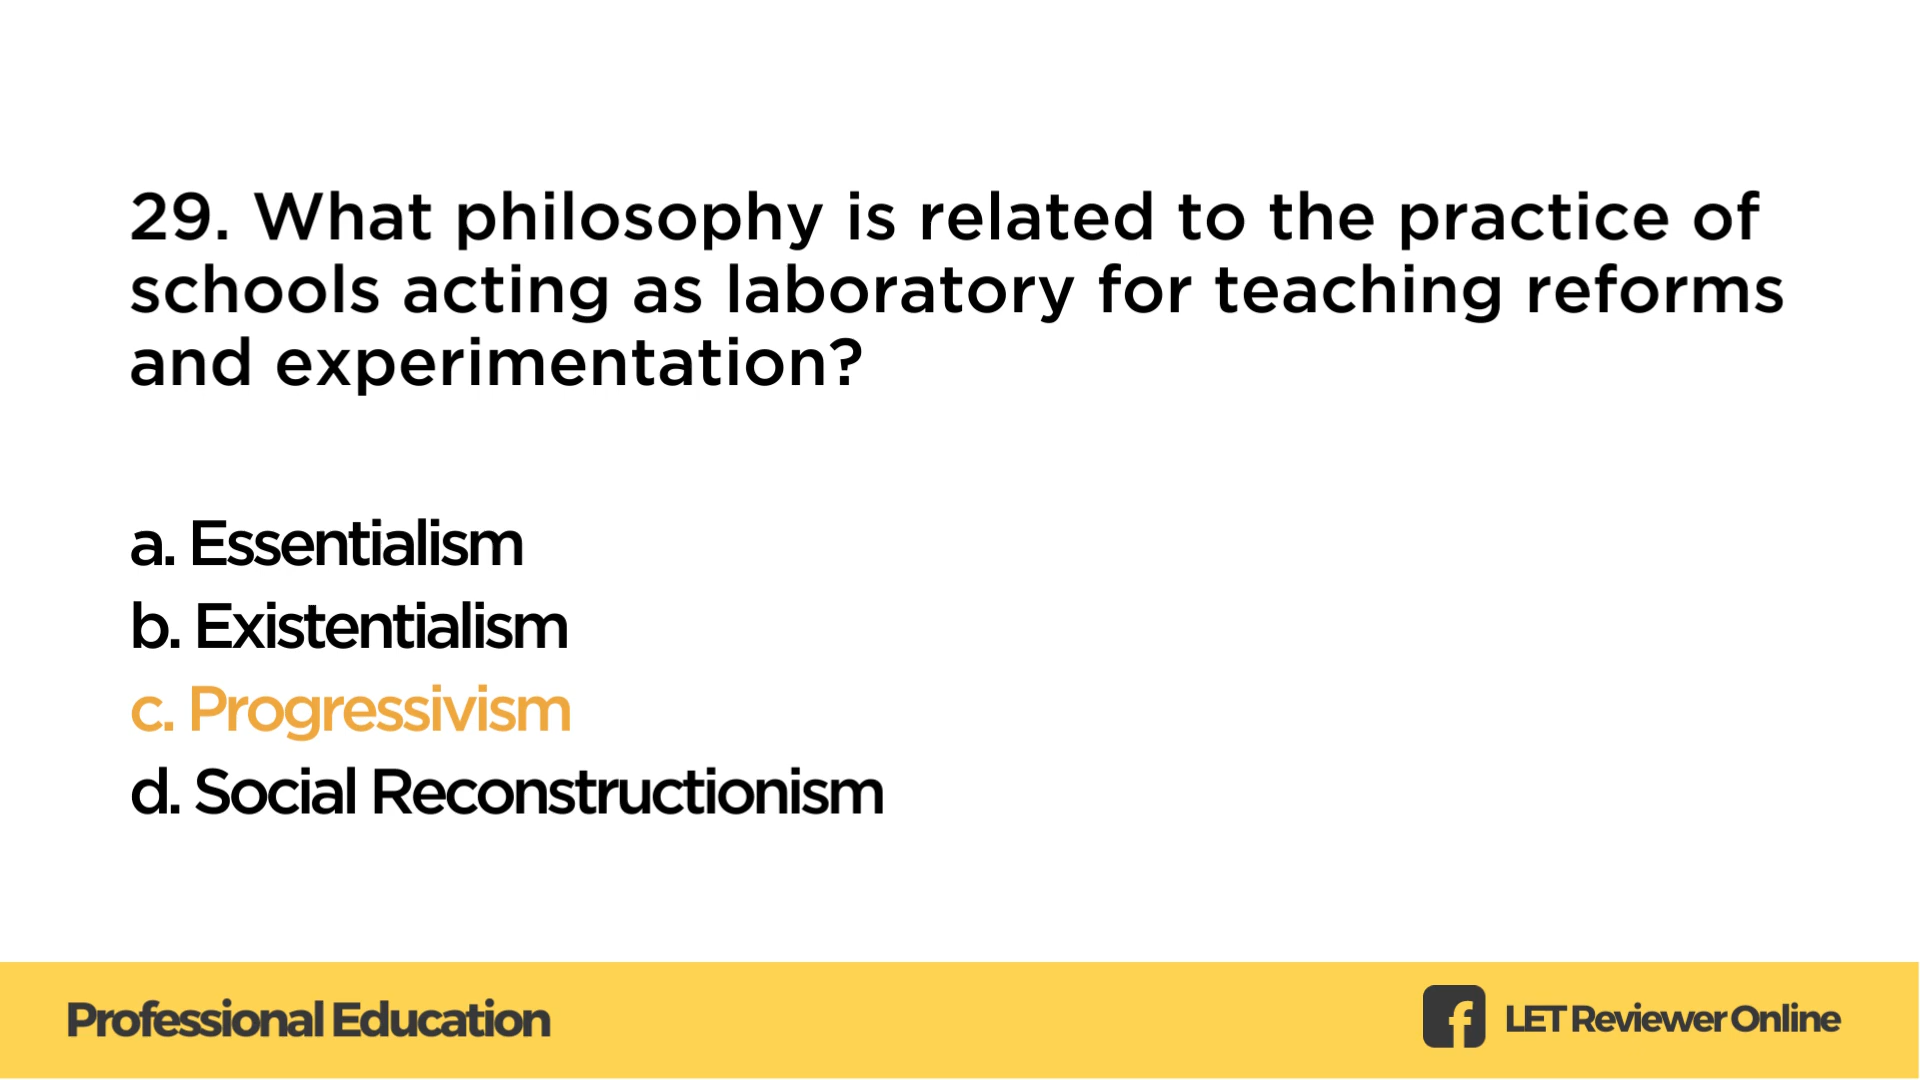 29. What philosophy is related to the practice of
schools acting as laboratory for teaching reforms
and experimentation?
a. Essentialism
b. Existentialism
c. Progressivism
d. Social Reconstructionism
Professional Education
LET Reviewer Online